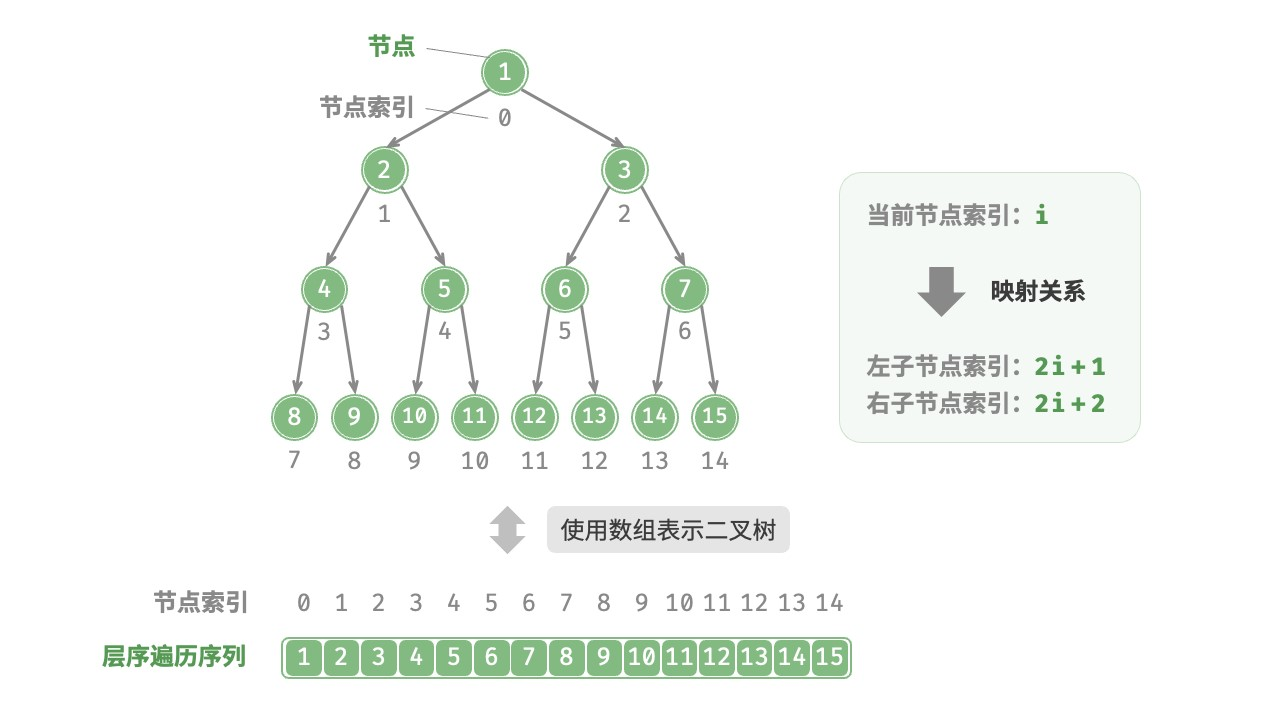 节点
1
节点索引
0
2 3
1 2
4 5 6 7
3 4 5 6
8 9 10 11 12 13 14 15
7 8 9 10 11 12 13 14
当前节点索引：i
映射关系
左子节点索引：2i+1
右子节点索引：2i+2
使用数组表示二叉树
节点索引 0 1 2 3 4 5 6 7 8 9 10 11 12 13 14
层序遍历序列 1 2 3 4 5 6 7 8 9 10 11 12 13 14 15